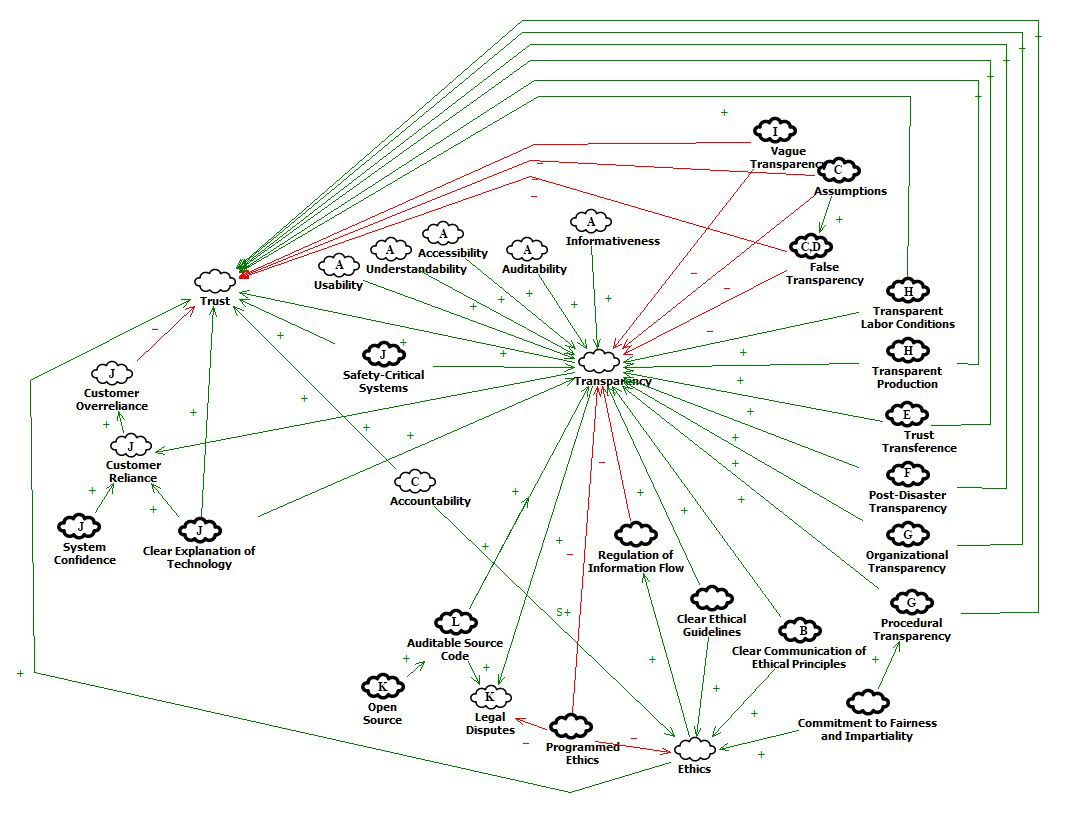 I
Vague
Transparency
C
Assumptions
+
+
A
Informativeness
A
Accessibility
A
Understandability
A
Auditability
A
Usability
C,D
False
Transparency
Trust
H
Transparent
Labor Conditions
H
Transparent
Production
J
Safety-Critical
Systems
Transparency
J
Customer
Overreliance
E
Trust
Transference
J
Customer
Reliance
C
Accountability
F
Post-Disaster
Transparency
J
System
Confidence
J
Clear Explanation of
Technology
Regulation of
Information Flow
G
Organizational
Transparency
G
Procedural
Transparency
Clear Ethical
Guidelines
B
Clear Communication of
Ethical Principles
L
Auditable Source
Code
S+
K
Open
Source
K
Legal
Disputes
Programmed
Ethics
Commitment to Fairness
and Impartiality
Ethics